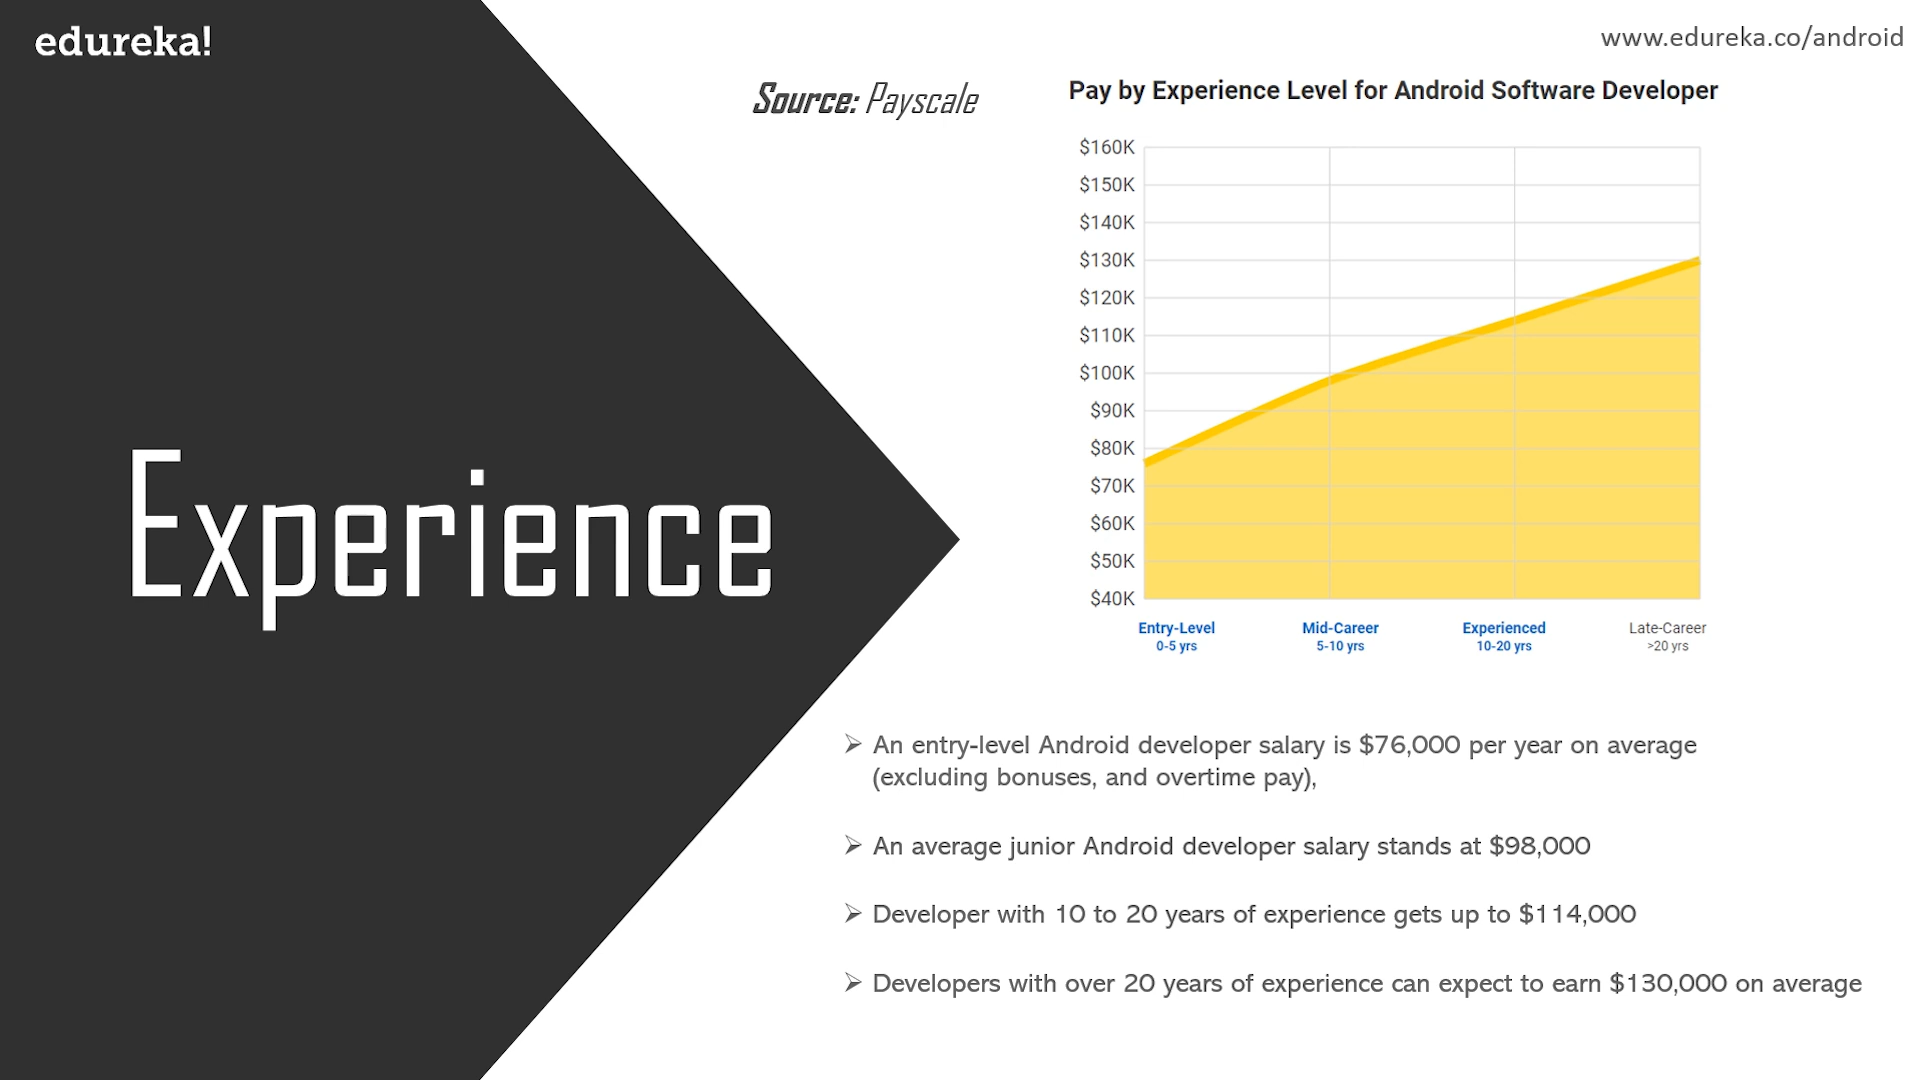 edureka!
www.edureka.co/android
Source: Payscale
Pay by Experience Level for Android Software Developer
$160K
$150K
$140K
$130K
$120K
$110K
$100K
$90K
$80K
$70K
$60K
$50K
$40K
Entry-Level Mid-Career Experienced Late-Career
0-5 yrs 5-10 yrs 10-20 yrs >20 yrs
Experience
➢ An entry-level Android developer salary is $76,000 per year on average
(excluding bonuses, and overtime pay),
➢ An average junior Android developer salary stands at $98,000
➢ Developer with 10 to 20 years of experience gets up to $114,000
➢ Developers with over 20 years of experience can expect to earn $130,000 on average